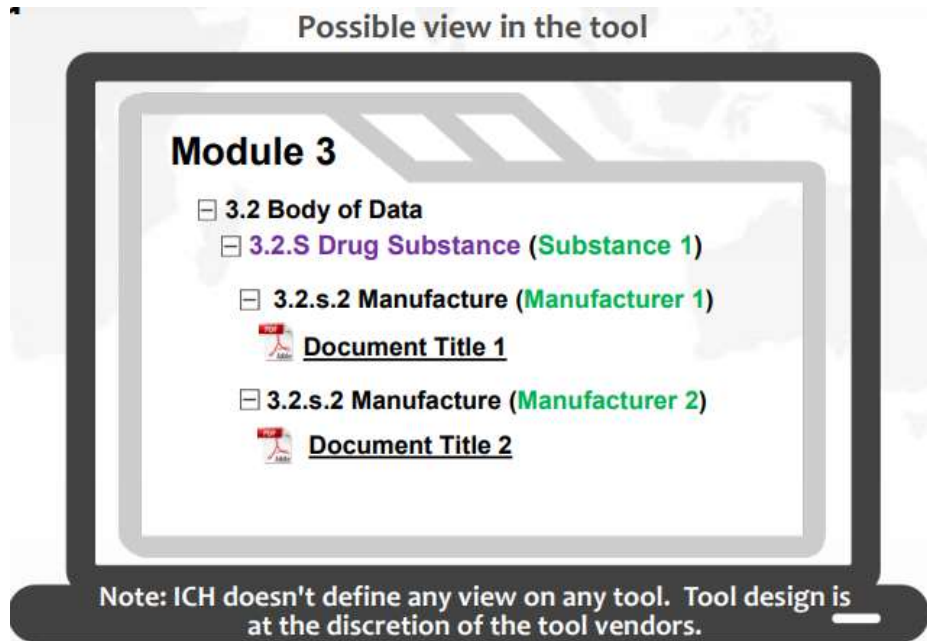 Possible view in the tool
Module 3
3.2 Body of Data
3.2.S Drug Substance (Substance 1)
3.2.s.2 Manufacture (Manufacturer 1)
Document Title 1
3.2.s.2 Manufacture (Manufacturer 2)
Document Title 2
Note: ICH doesn't define any view on any tool. Tool design is
at the discretion of the tool vendors.